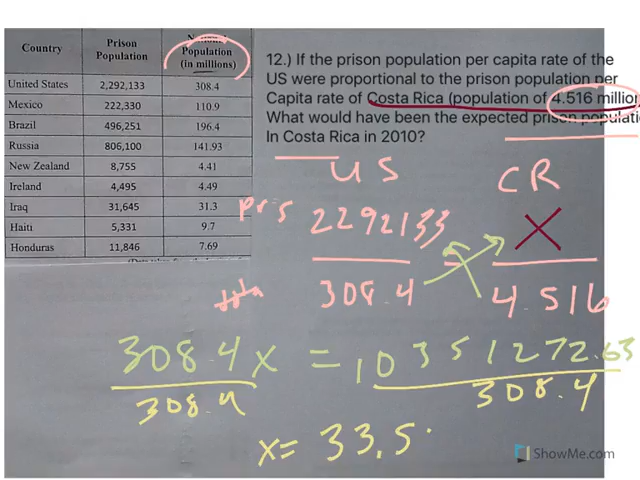 Country Prison Population National Population (in millions)
United States 2,292,133 308.4
Mexico 222,330 110.9
Brazil 496,251 196.4
Russia 806,100 141.93
New Zealand 8,755 4.41
Ireland 4,495 4.49
Iraq 31,645 31.3
Haiti 5,331 9.7
Honduras 11,846 7.69
12.) If the prison population per capita rate of the
US were proportional to the prison population per
Capita rate of Costa Rica (population of 4.516 million
What would have been the expected prison populati
In Costa Rica in 2010?
US CR
Pris 2292133 X
308.4 = 4.516
308.4x = 10351272.63
308.4 308.4
x= 33,5
ShowMe.com